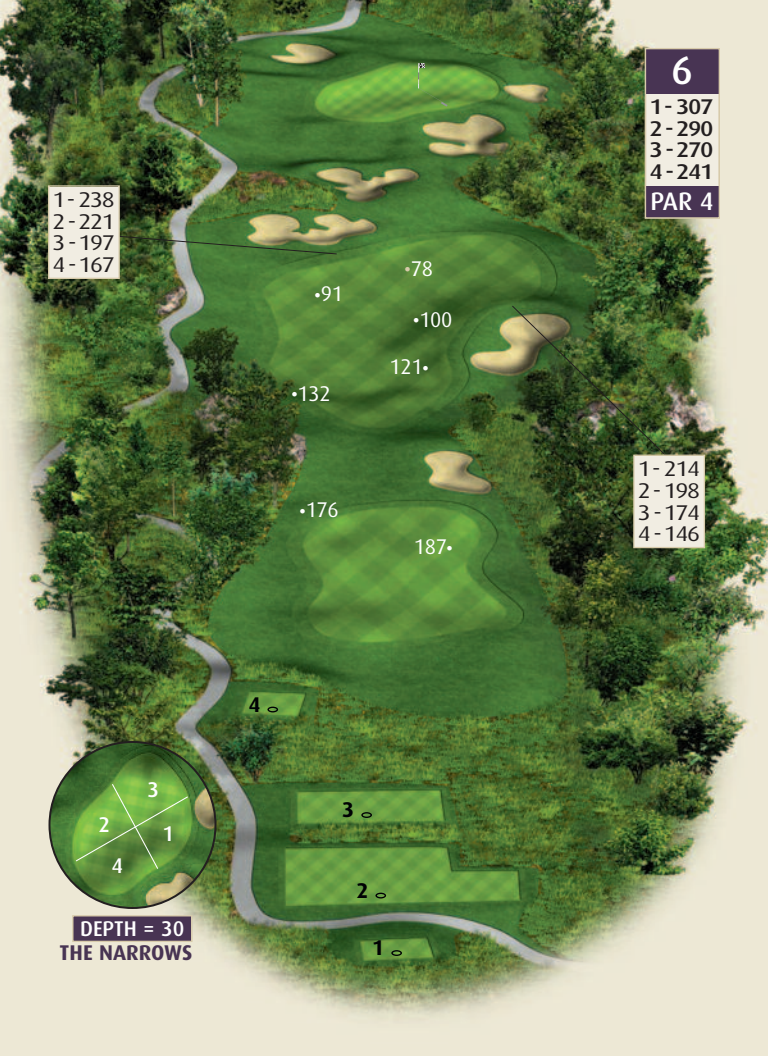 6
1 - 307
2 - 290
3 - 270
4 - 241
PAR 4
1 - 238
2 - 221
3 - 197
4 - 167
78
91
100
121
132
1 - 214
2 - 198
3 - 174
4 - 146
176
187
4
3
2
1
3
2
1
4
DEPTH = 30
THE NARROWS